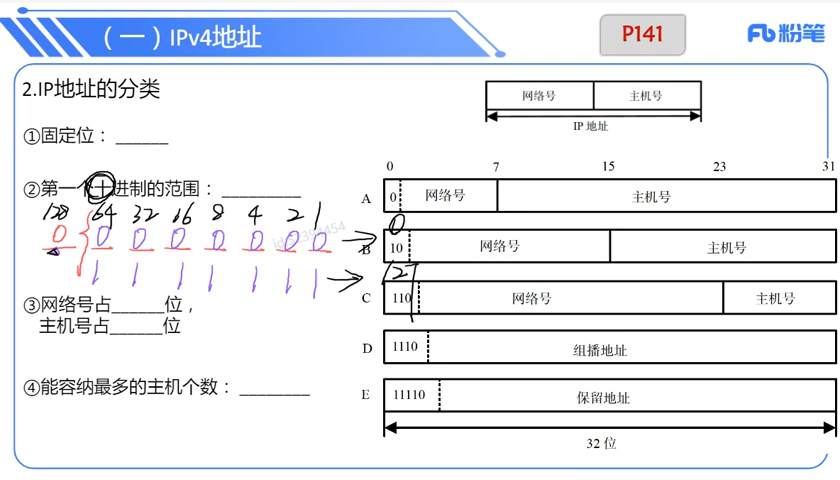 （一）IPv4地址
P141
粉笔
2.IP地址的分类
网络号 主机号
IP 地址
①固定位：______
②第一个十进制的范围：________
128 64 32 16 8 4 2 1
0 0 0 0 0 0 0 0 → 0
1 1 1 1 1 1 1 → 127
③网络号占______位，
主机号占______位
④能容纳最多的主机个数：________
0 7 15 23 31
A 0 网络号 主机号
B 10 网络号 主机号
C 110 网络号 主机号
D 1110 组播地址
E 11110 保留地址
32 位